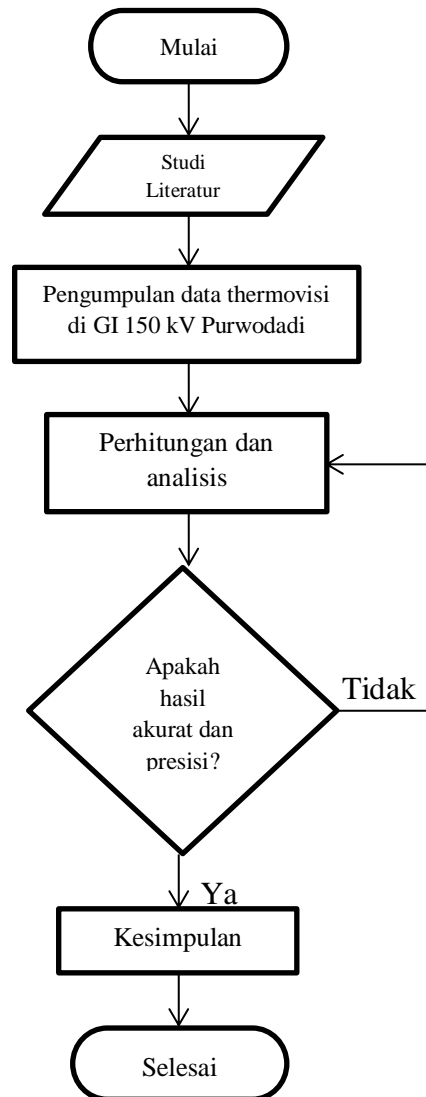 Mulai
Studi
Literatur
Pengumpulan data thermovisi
di GI 150 kV Purwodadi
Perhitungan dan
analisis
Apakah
hasil
akurat dan
presisi?
Tidak
Ya
Kesimpulan
Selesai